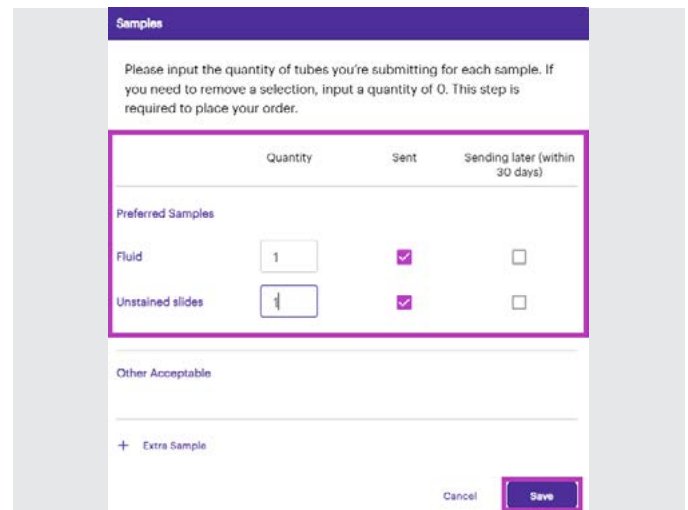 Samples
Please input the quantity of tubes you're submitting for each sample. If
you need to remove a selection, input a quantity of 0. This step is
required to place your order.
Quantity Sent Sending later (within
30 days)
Preferred Samples
Fluid 1
Unstained slides 1
Other Acceptable
+ Extra Sample
Cancel Save